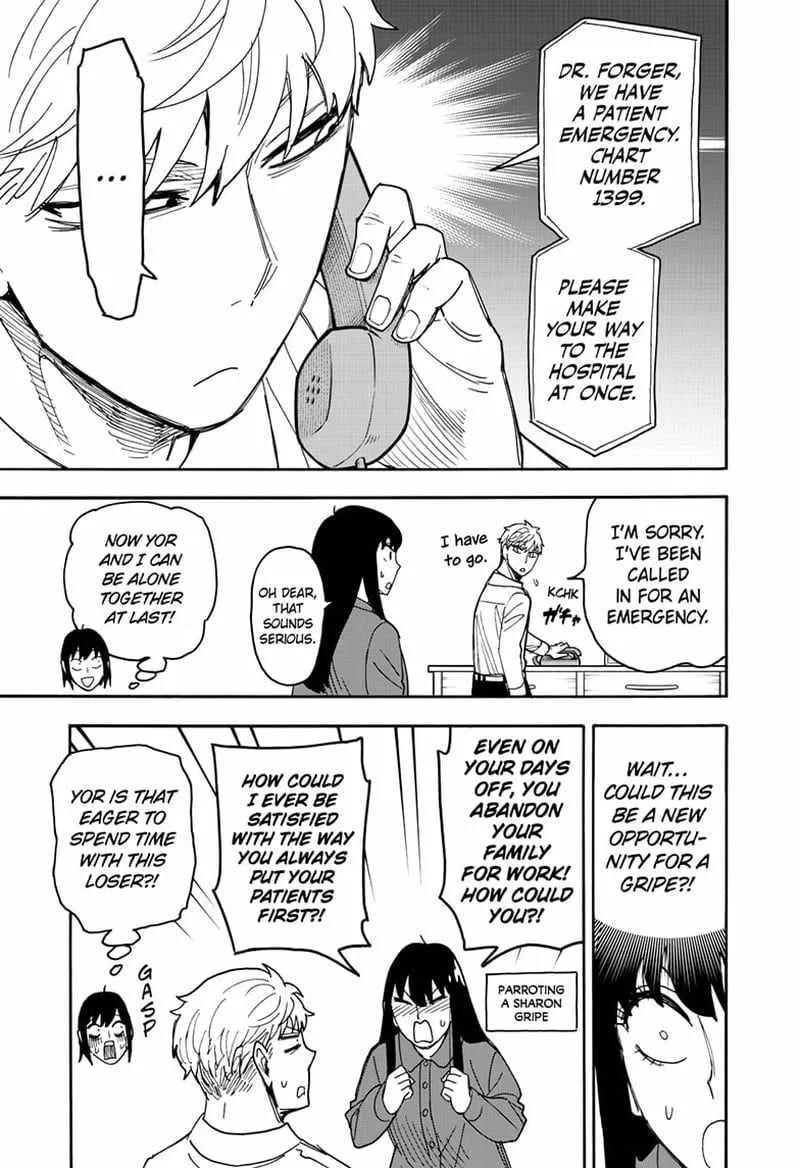 DR. FORGER,
WE HAVE
A PATIENT
EMERGENCY.
CHART
NUMBER
1399.
PLEASE
MAKE
YOUR WAY
TO THE
HOSPITAL
AT ONCE.
...
I'M SORRY.
I'VE BEEN
CALLED
IN FOR AN
EMERGENCY.
KCHK
ガチャ
I have
to go.
OH DEAR,
THAT
SOUNDS
SERIOUS.
NOW YOR
AND I CAN
BE ALONE
TOGETHER
AT LAST!
WAIT...
COULD THIS
BE A NEW
OPPORTU-
NITY FOR A
GRIPE?!
EVEN ON
YOUR DAYS
OFF, YOU
ABANDON
YOUR
FAMILY
FOR WORK!
HOW COULD
YOU?!
PARROTING
A SHARON
GRIPE
HOW COULD
I EVER BE
SATISFIED
WITH THE WAY
YOU ALWAYS
PUT YOUR
PATIENTS
FIRST?!
YOR IS THAT
EAGER TO
SPEND TIME
WITH THIS
LOSER?!
GASP